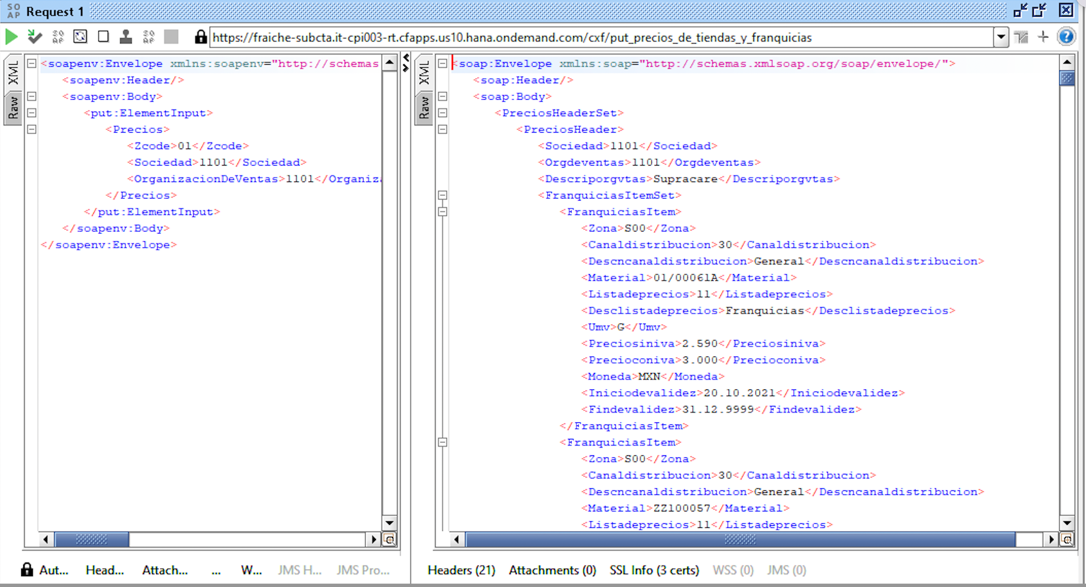 SO AP Request 1
https://fraiche-subcta.it-cpi003-rt.cfapps.us10.hana.ondemand.com/cxf/put_precios_de_tiendas_y_franquicias
XML
Raw
<soapenv:Envelope xmlns:soapenv="http://schemas
<soapenv:Header/>
<soapenv:Body>
<put:ElementInput>
<Precios>
<Zcode>01</Zcode>
<Sociedad>1101</Sociedad>
<OrganizacionDeVentas>1101</Organiza
</Precios>
</put:ElementInput>
</soapenv:Body>
</soapenv:Envelope>
Aut... Head... Attach... ... W... JMS H... JMS Pro...
XML
Raw
<soap:Envelope xmlns:soap="http://schemas.xmlsoap.org/soap/envelope/">
<soap:Header/>
<soap:Body>
<PreciosHeaderSet>
<PreciosHeader>
<Sociedad>1101</Sociedad>
<Orgdeventas>1101</Orgdeventas>
<Descriporgvtas>Supracare</Descriporgvtas>
<FranquiciasItemSet>
<FranquiciasItem>
<Zona>S00</Zona>
<Canaldistribucion>30</Canaldistribucion>
<Descncanaldistribucion>General</Descncanaldistribucion>
<Material>01/00061A</Material>
<Listadeprecios>11</Listadeprecios>
<Desclistadeprecios>Franquicias</Desclistadeprecios>
<Umv>G</Umv>
<Preciosiniva>2.590</Preciosiniva>
<Precioconiva>3.000</Precioconiva>
<Moneda>MXN</Moneda>
<Iniciodevalidez>20.10.2021</Iniciodevalidez>
<Findevalidez>31.12.9999</Findevalidez>
</FranquiciasItem>
<FranquiciasItem>
<Zona>S00</Zona>
<Canaldistribucion>30</Canaldistribucion>
<Descncanaldistribucion>General</Descncanaldistribucion>
<Material>ZZ100057</Material>
<Listadeprecios>11</Listadeprecios>
Headers (21) Attachments (0) SSL Info (3 certs) WSS (0) JMS (0)